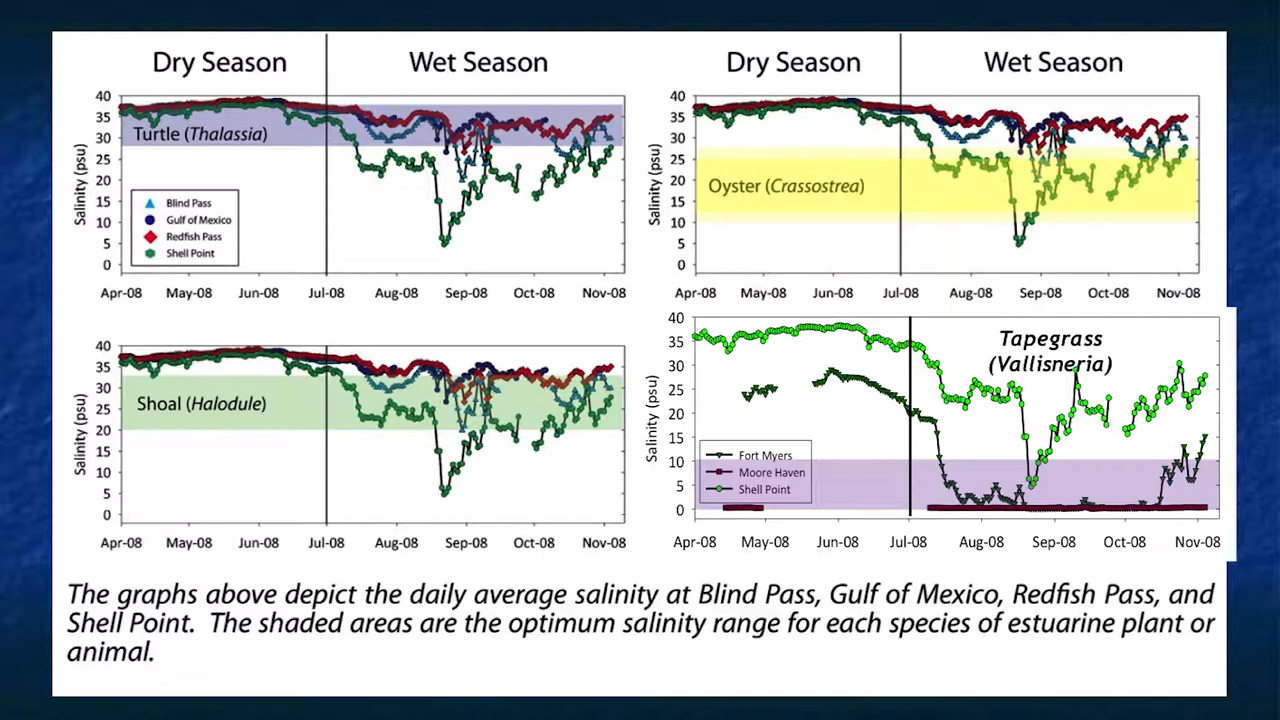 Dry Season Wet Season
40
35
30
25
20
15
10
5
0
Salinity (psu)
Turtle (Thalassia)
Blind Pass
Gulf of Mexico
Redfish Pass
Shell Point
Apr-08 May-08 Jun-08 Jul-08 Aug-08 Sep-08 Oct-08 Nov-08
Dry Season Wet Season
40
35
30
25
20
15
10
5
0
Salinity (psu)
Oyster (Crassostrea)
Apr-08 May-08 Jun-08 Jul-08 Aug-08 Sep-08 Oct-08 Nov-08
40
35
30
25
20
15
10
5
0
Salinity (psu)
Shoal (Halodule)
Apr-08 May-08 Jun-08 Jul-08 Aug-08 Sep-08 Oct-08 Nov-08
40
35
30
25
20
15
10
5
0
Salinity (psu)
Tapegrass
(Vallisneria)
Fort Myers
Moore Haven
Shell Point
Apr-08 May-08 Jun-08 Jul-08 Aug-08 Sep-08 Oct-08 Nov-08
The graphs above depict the daily average salinity at Blind Pass, Gulf of Mexico, Redfish Pass, and
Shell Point. The shaded areas are the optimum salinity range for each species of estuarine plant or
animal.